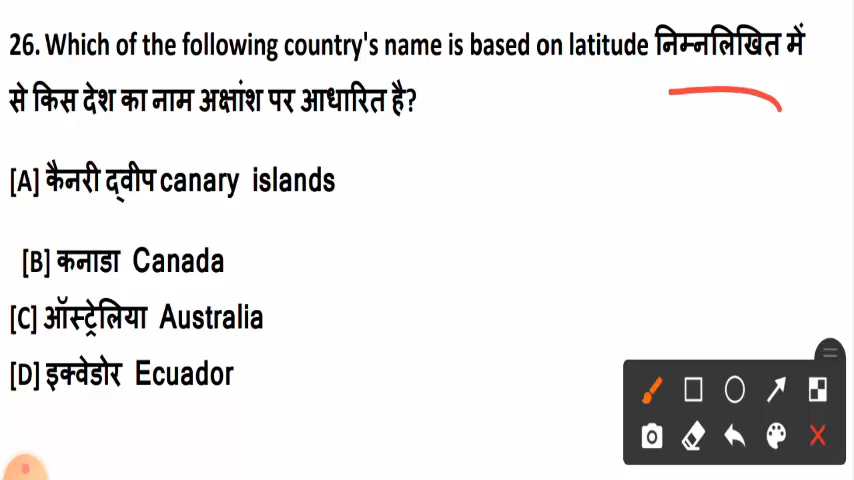 26. Which of the following country's name is based on latitude निम्नलिखित में
से किस देश का नाम अक्षांश पर आधारित है?
[A] कैनरी द्वीप canary islands
[B] कनाडा Canada
[C] ऑस्ट्रेलिया Australia
[D] इक्वेडोर Ecuador